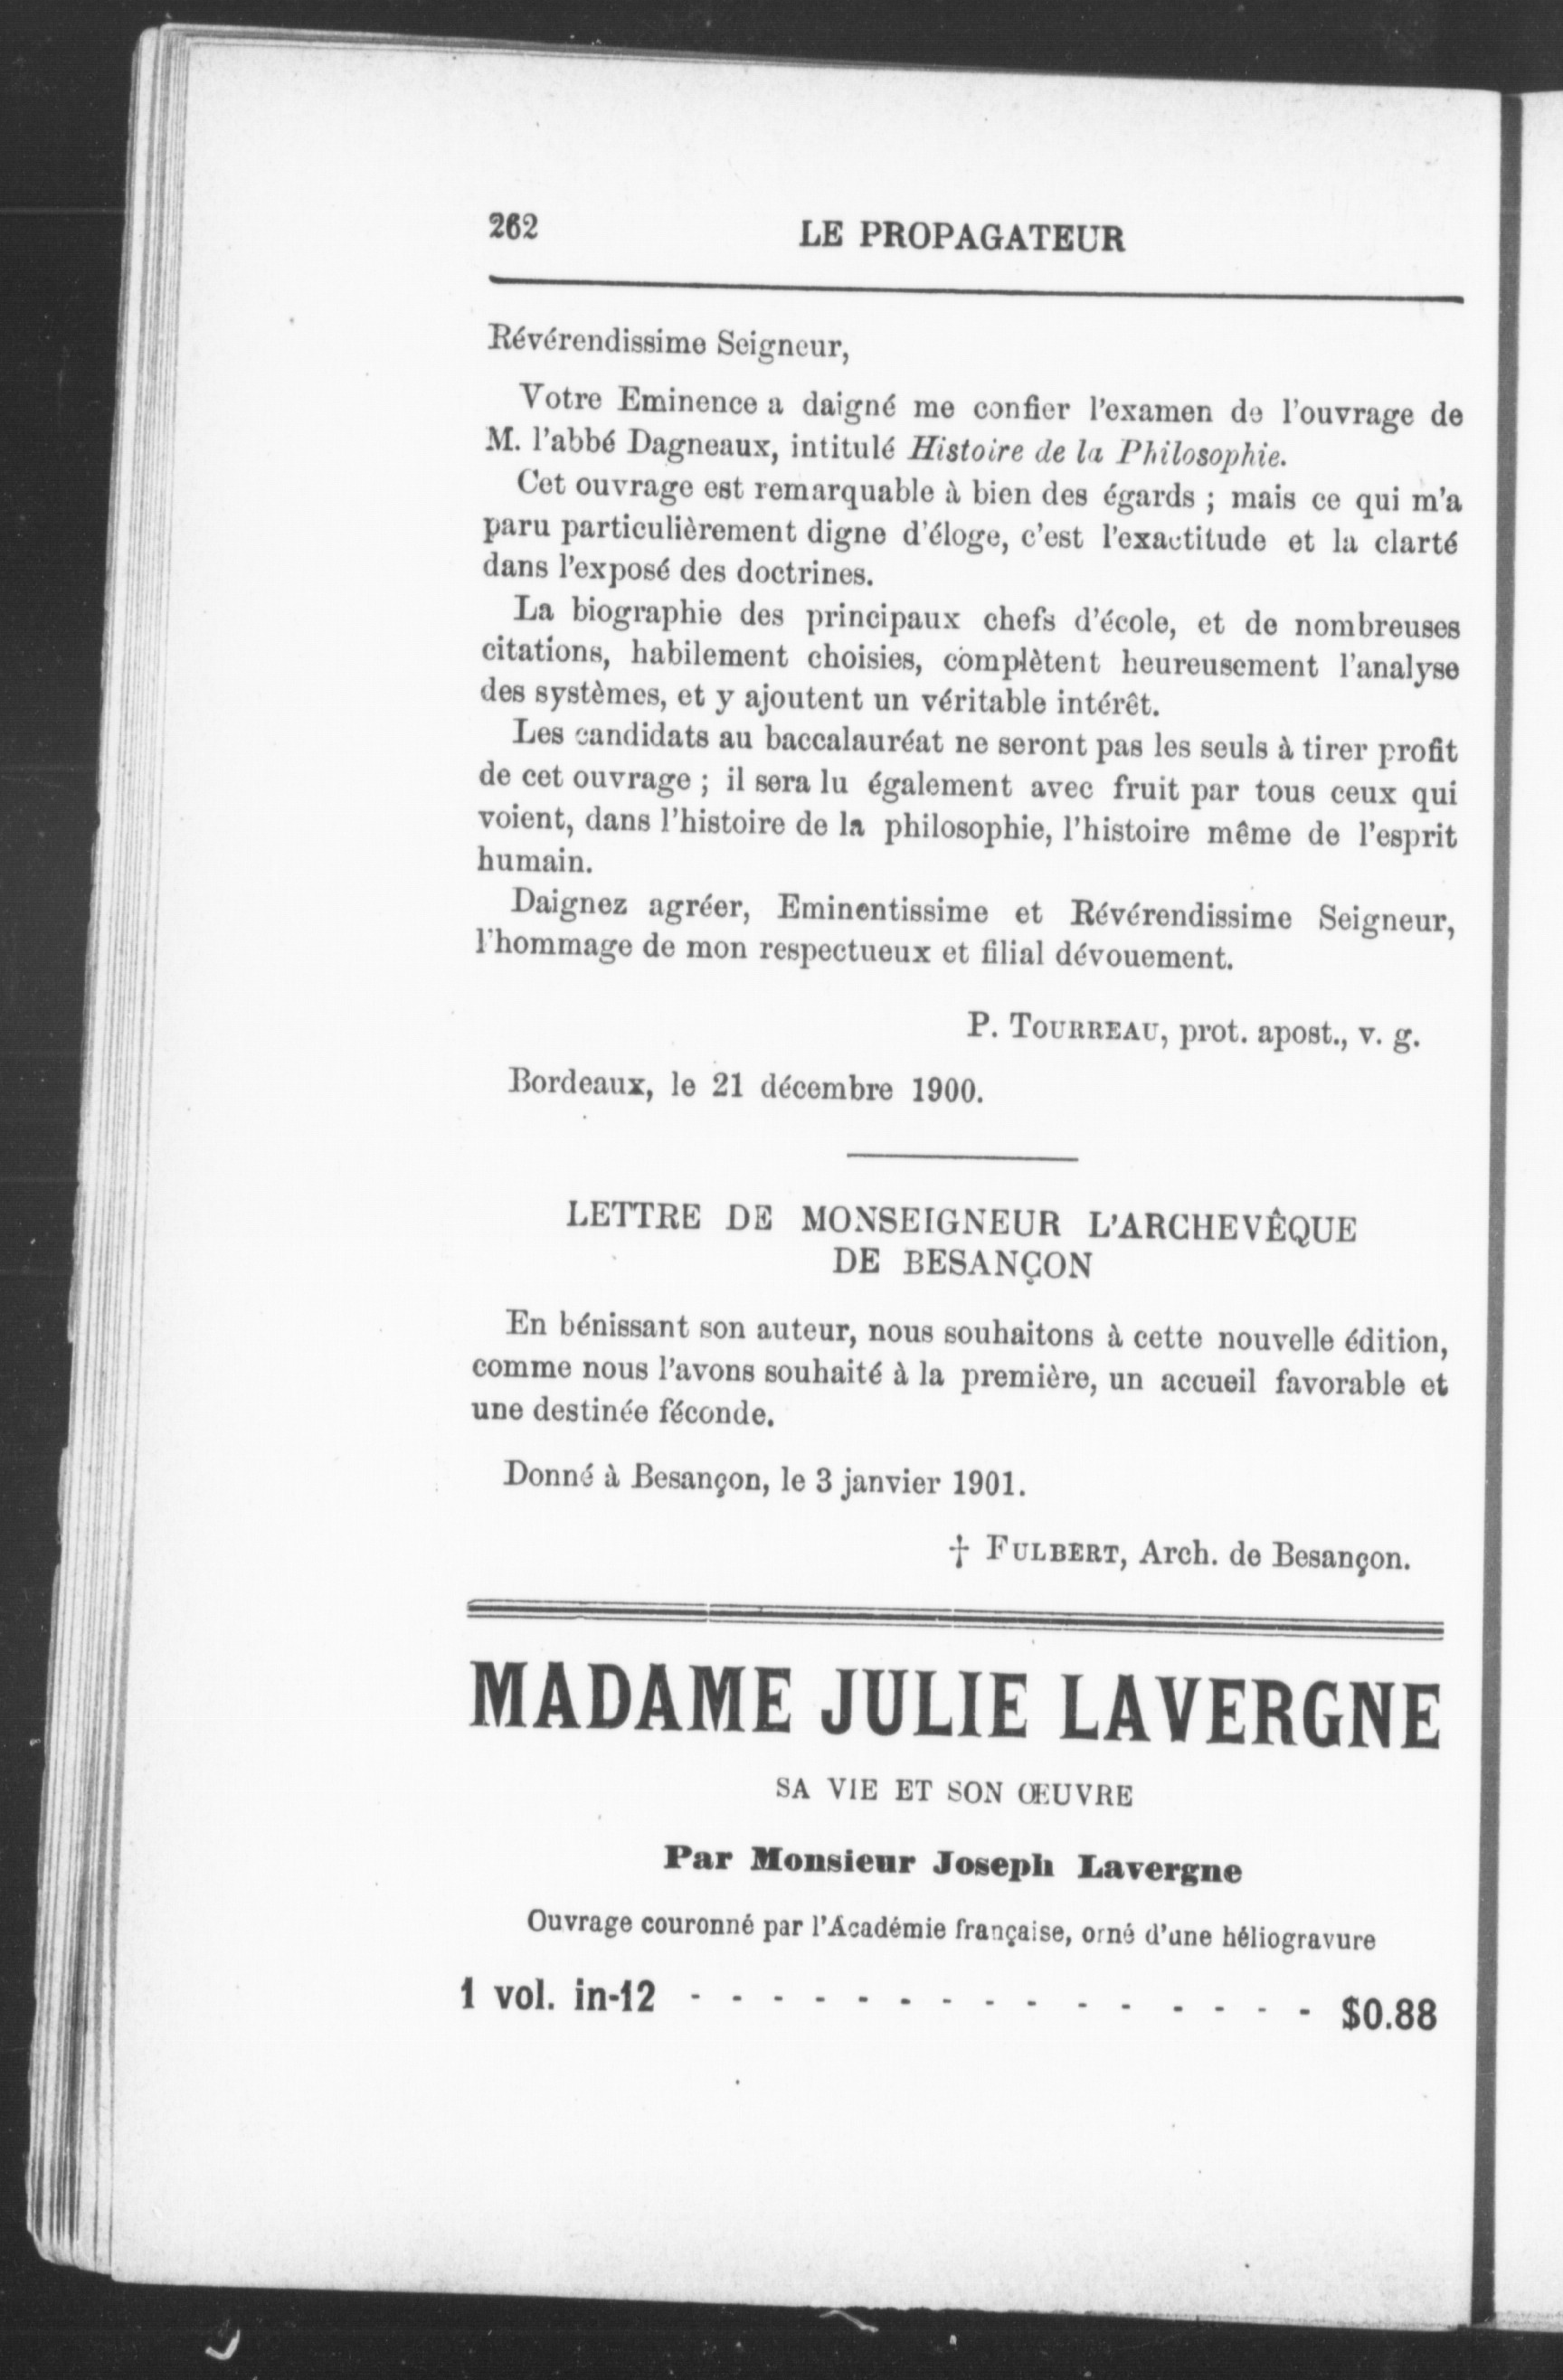 262 LE PROPAGATEUR
Révérendissime Seigneur,
Votre Eminence a daigné me confier l'examen de l'ouvrage de
M. l'abbé Dagneaux, intitulé Histoire de la Philosophie.
Cet ouvrage est remarquable à bien des égards ; mais ce qui m'a
paru particulièrement digne d'éloge, c'est l'exactitude et la clarté
dans l'exposé des doctrines.
La biographie des principaux chefs d'école, et de nombreuses
citations, habilement choisies, complètent heureusement l'analyse
des systèmes, et y ajoutent un véritable intérêt.
Les candidats au baccalauréat ne seront pas les seuls à tirer profit
de cet ouvrage ; il sera lu également avec fruit par tous ceux qui
voient, dans l'histoire de la philosophie, l'histoire même de l'esprit
humain.
Daignez agréer, Eminentissime et Révérendissime Seigneur,
l'hommage de mon respectueux et filial dévouement.
P. TOURREAU, prot. apost., v. g.
Bordeaux, le 21 décembre 1900.
LETTRE DE MONSEIGNEUR L'ARCHEVÊQUE
DE BESANÇON
En bénissant son auteur, nous souhaitons à cette nouvelle édition,
comme nous l'avons souhaité à la première, un accueil favorable et
une destinée féconde.
Donné à Besançon, le 3 janvier 1901.
† FULBERT, Arch. de Besançon.
MADAME JULIE LAVERGNE
SA VIE ET SON ŒUVRE
Par Monsieur Joseph Lavergne
Ouvrage couronné par l'Académie française, orné d'une héliogravure
1 vol. in-12 - - - - - - - - - - - - - - - $0.88